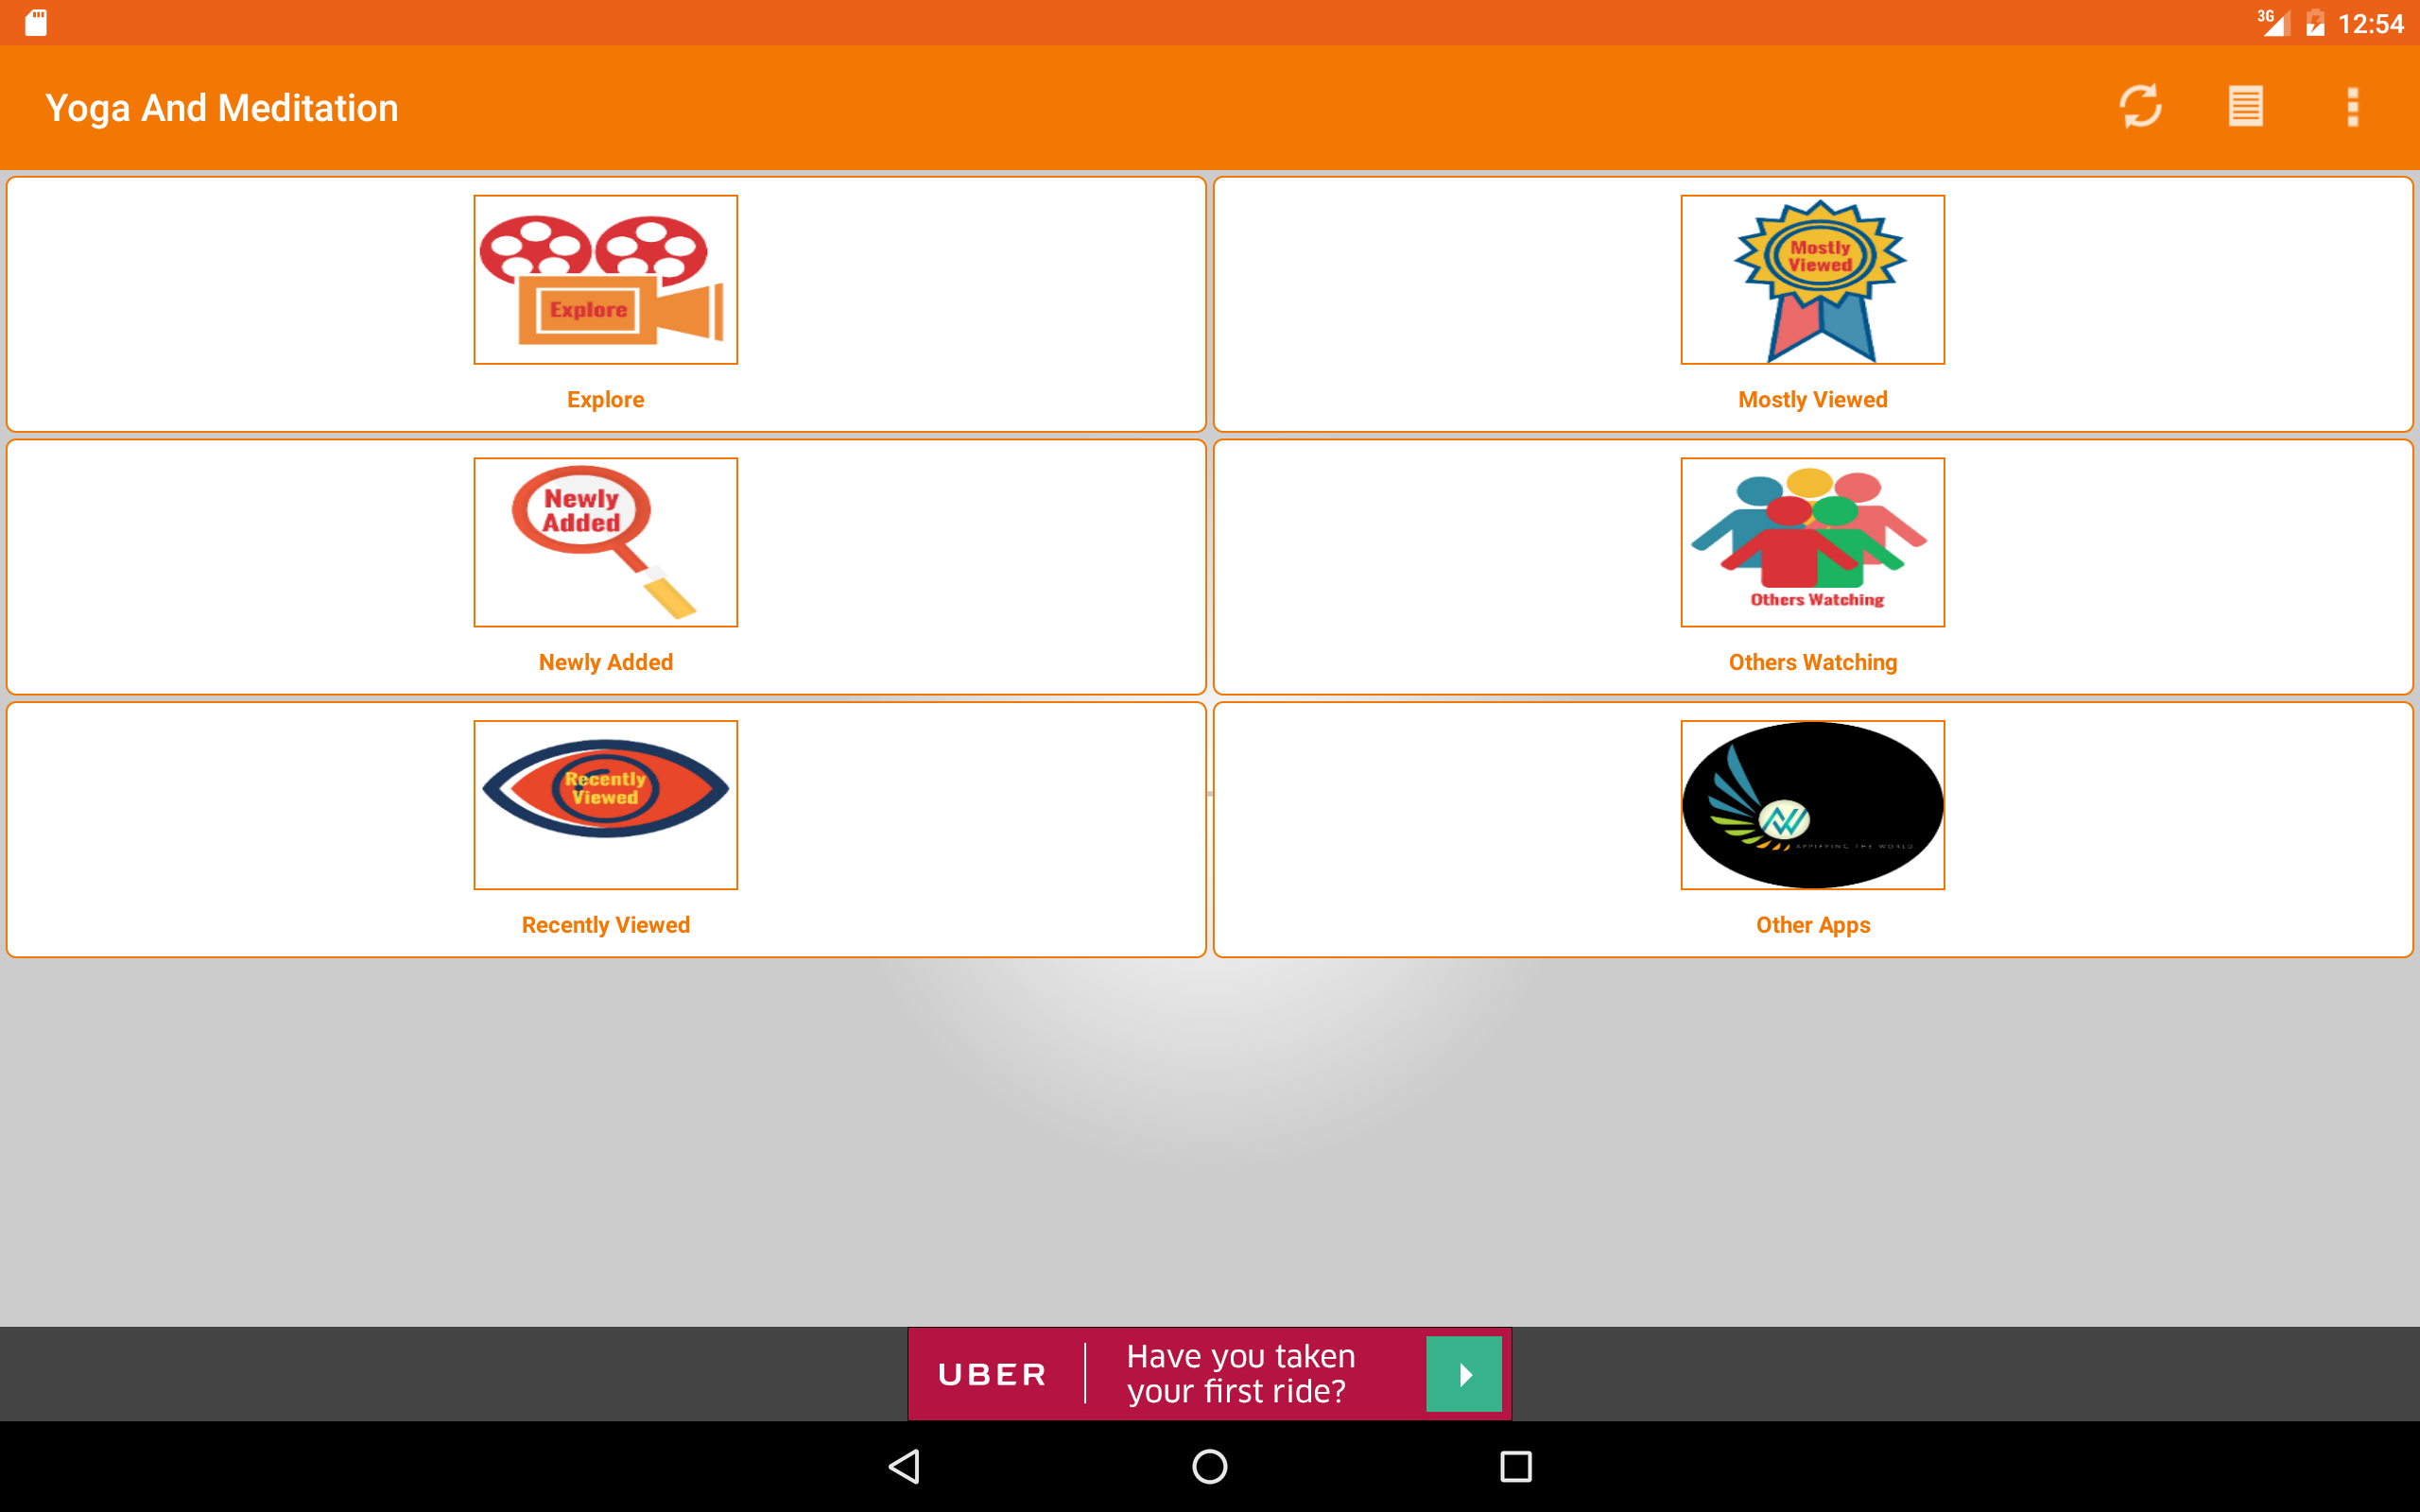 3G 12:54
Yoga And Meditation
Explore
Explore
Mostly
Viewed
Mostly Viewed
Newly
Added
Newly Added
Others Watching
Others Watching
Recently
Viewed
Recently Viewed
APPIFYING THE WORLD
Other Apps
UBER
Have you taken
your first ride?